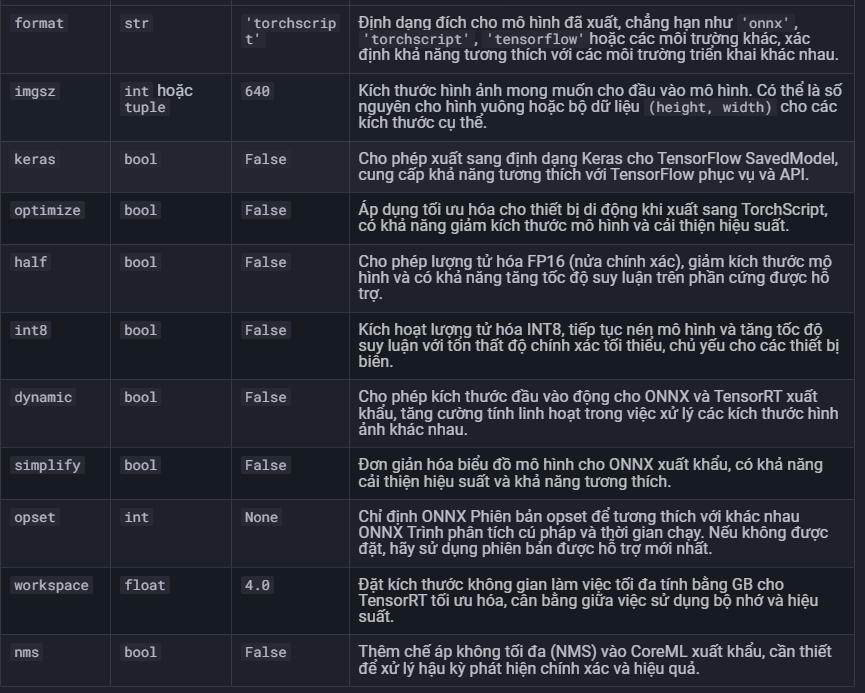 format str 'torchscrip Định dạng đích cho mô hình đã xuất, chẳng hạn như 'onnx',
t' 'torchscript', 'tensorflow' hoặc các môi trường khác, xác
định khả năng tương thích với các môi trường triển khai khác nhau.
imgsz int hoặc 640 Kích thước hình ảnh mong muốn cho đầu vào mô hình. Có thể là số
tuple nguyên cho hình vuông hoặc bộ dữ liệu (height, width) cho các
kích thước cụ thể.
keras bool False Cho phép xuất sang định dạng Keras cho TensorFlow SavedModel,
cung cấp khả năng tương thích với TensorFlow phục vụ và API.
optimize bool False Áp dụng tối ưu hóa cho thiết bị di động khi xuất sang TorchScript,
có khả năng giảm kích thước mô hình và cải thiện hiệu suất.
half bool False Cho phép lượng tử hóa FP16 (nửa chính xác), giảm kích thước mô
hình và có khả năng tăng tốc độ suy luận trên phần cứng được hỗ
trợ.
int8 bool False Kích hoạt lượng tử hóa INT8, tiếp tục nén mô hình và tăng tốc độ
suy luận với tổn thất độ chính xác tối thiểu, chủ yếu cho các thiết bị
biên.
dynamic bool False Cho phép kích thước đầu vào động cho ONNX và TensorRT xuất
khẩu, tăng cường tính linh hoạt trong việc xử lý các kích thước hình
ảnh khác nhau.
simplify bool False Đơn giản hóa biểu đồ mô hình cho ONNX xuất khẩu, có khả năng
cải thiện hiệu suất và khả năng tương thích.
opset int None Chỉ định ONNX Phiên bản opset để tương thích với khác nhau
ONNX Trình phân tích cú pháp và thời gian chạy. Nếu không được
đặt, hãy sử dụng phiên bản được hỗ trợ mới nhất.
workspace float 4.0 Đặt kích thước không gian làm việc tối đa tính bằng GB cho
TensorRT tối ưu hóa, cân bằng giữa việc sử dụng bộ nhớ và hiệu
suất.
nms bool False Thêm chế áp không tối đa (NMS) vào CoreML xuất khẩu, cần thiết
để xử lý hậu kỳ phát hiện chính xác và hiệu quả.